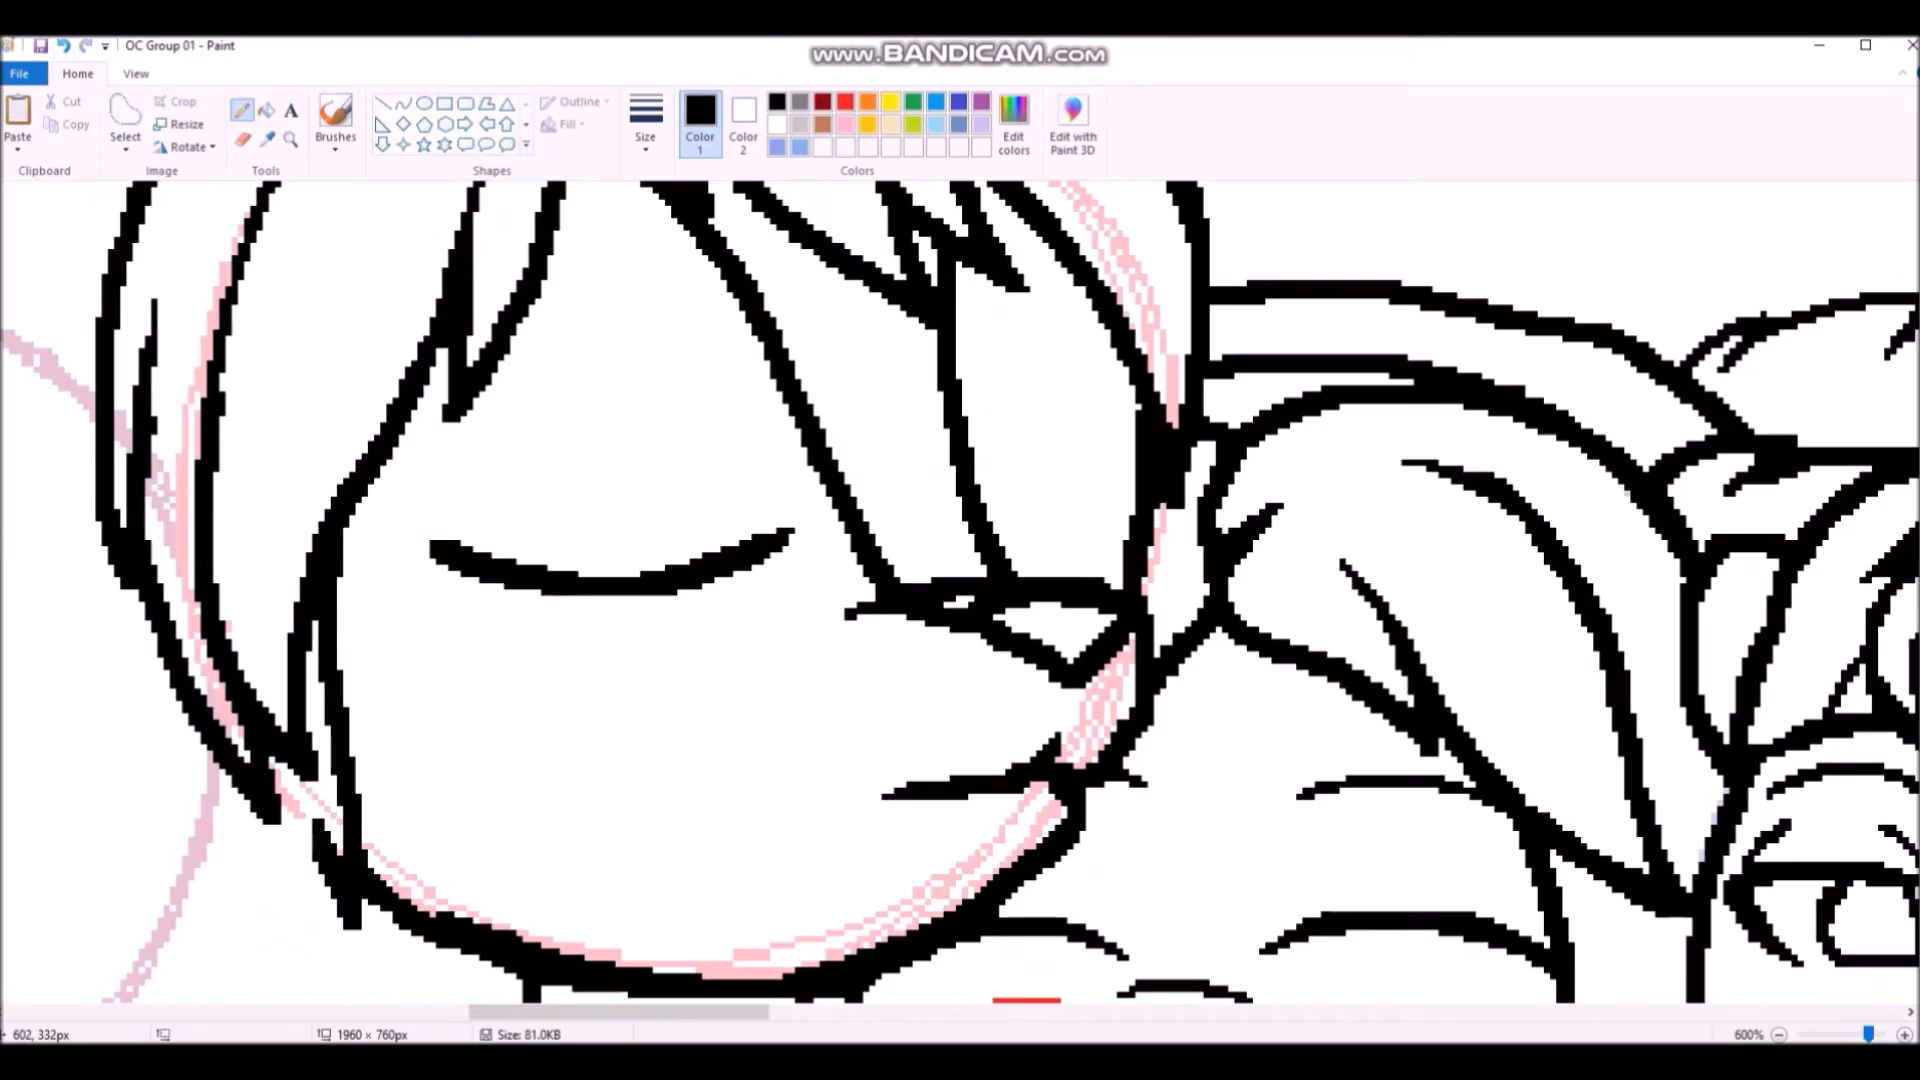 OC Group 01 - Paint
www.BANDICAM.com
File Home View
Paste
Cut
Copy
Clipboard
Select
Crop
Resize
Rotate
Image
A
Tools
Brushes
Shapes
Outline
Fill
Size
Color 1
Color 2
Edit colors
Edit with Paint 3D
Colors
602, 332px
1960 × 760px
Size: 81.0KB
600%